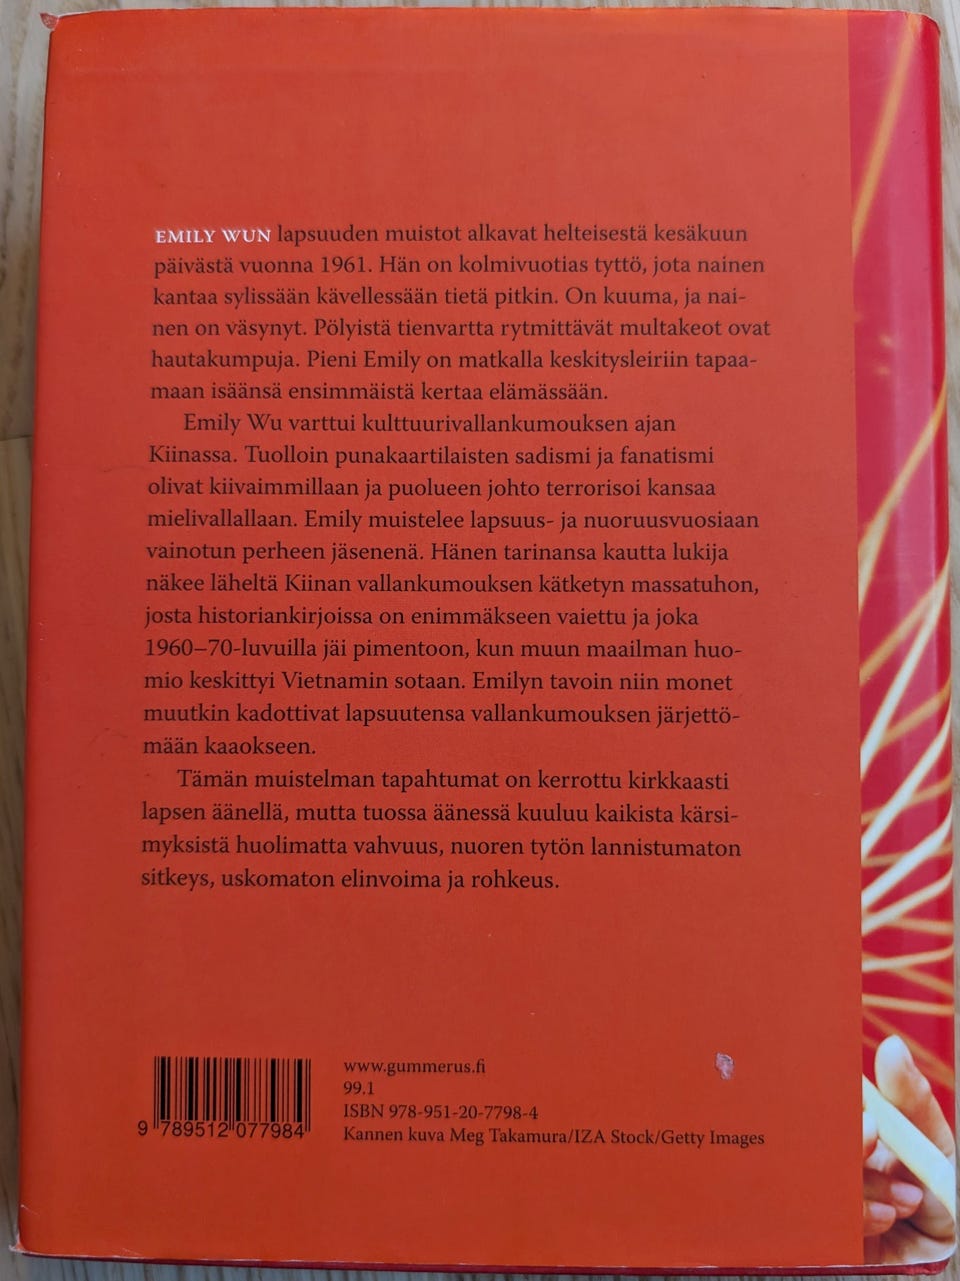 EMILY WUN lapsuuden muistot alkavat helteisestä kesäkuun
päivästä vuonna 1961. Hän on kolmivuotias tyttö, jota nainen
kantaa sylissään kävellessään tietä pitkin. On kuuma, ja nai-
nen on väsynyt. Pölyistä tienvartta rytmittävät multakeot ovat
hautakumpuja. Pieni Emily on matkalla keskitysleiriin tapaa-
maan isäänsä ensimmäistä kertaa elämässään.
Emily Wu varttui kulttuurivallankumouksen ajan
Kiinassa. Tuolloin punakaartilaisten sadismi ja fanatismi
olivat kiivaimmillaan ja puolueen johto terrorisoi kansaa
mielivallallaan. Emily muistelee lapsuus- ja nuoruusvuosiaan
vainotun perheen jäsenenä. Hänen tarinansa kautta lukija
näkee läheltä Kiinan vallankumouksen kätketyn massatuhon,
josta historiankirjoissa on enimmäkseen vaiettu ja joka
1960–70-luvuilla jäi pimentoon, kun muun maailman huo-
mio keskittyi Vietnamin sotaan. Emilyn tavoin niin monet
muutkin kadottivat lapsuutensa vallankumouksen järjettö-
mään kaaokseen.
Tämän muistelman tapahtumat on kerrottu kirkkaasti
lapsen äänellä, mutta tuossa äänessä kuuluu kaikista kärsi-
myksistä huolimatta vahvuus, nuoren tytön lannistumaton
sitkeys, uskomaton elinvoima ja rohkeus.
www.gummerus.fi
99.1
ISBN 978-951-20-7798-4
Kannen kuva Meg Takamura/IZA Stock/Getty Images
9 789512 077984